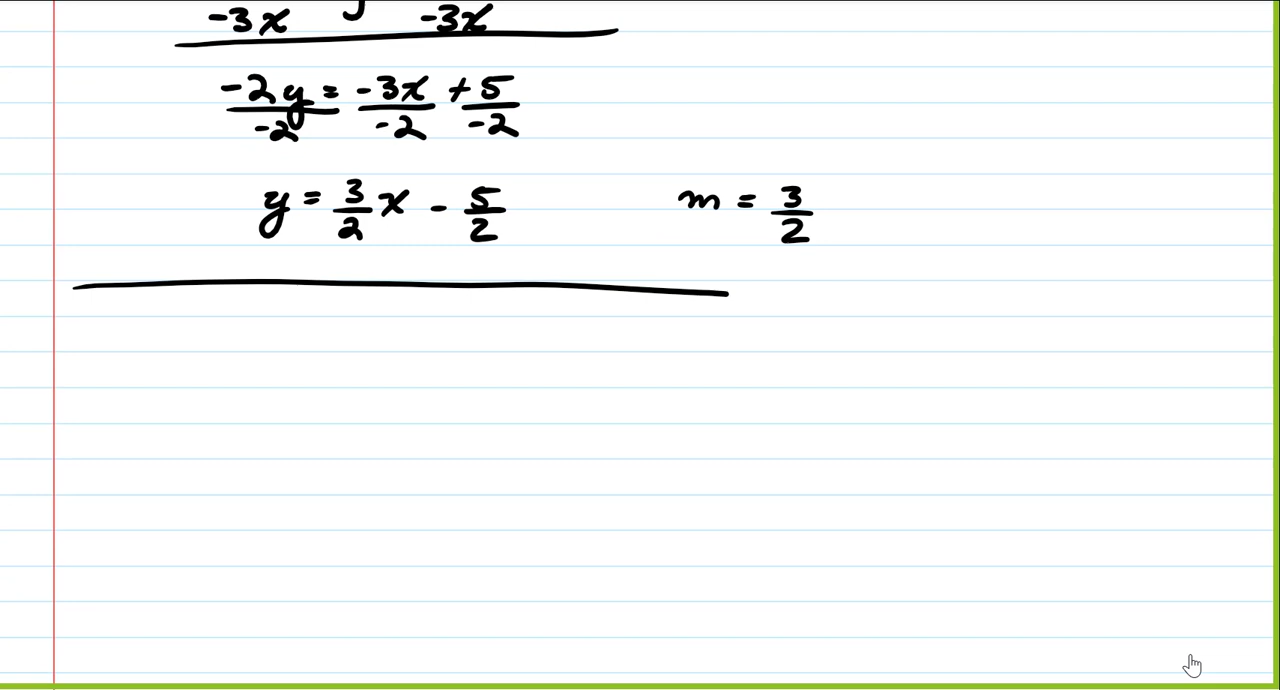 -3x -3x
-2y = -3x + 5
-2 -2 -2
y = 3/2 x - 5/2 m = 3/2